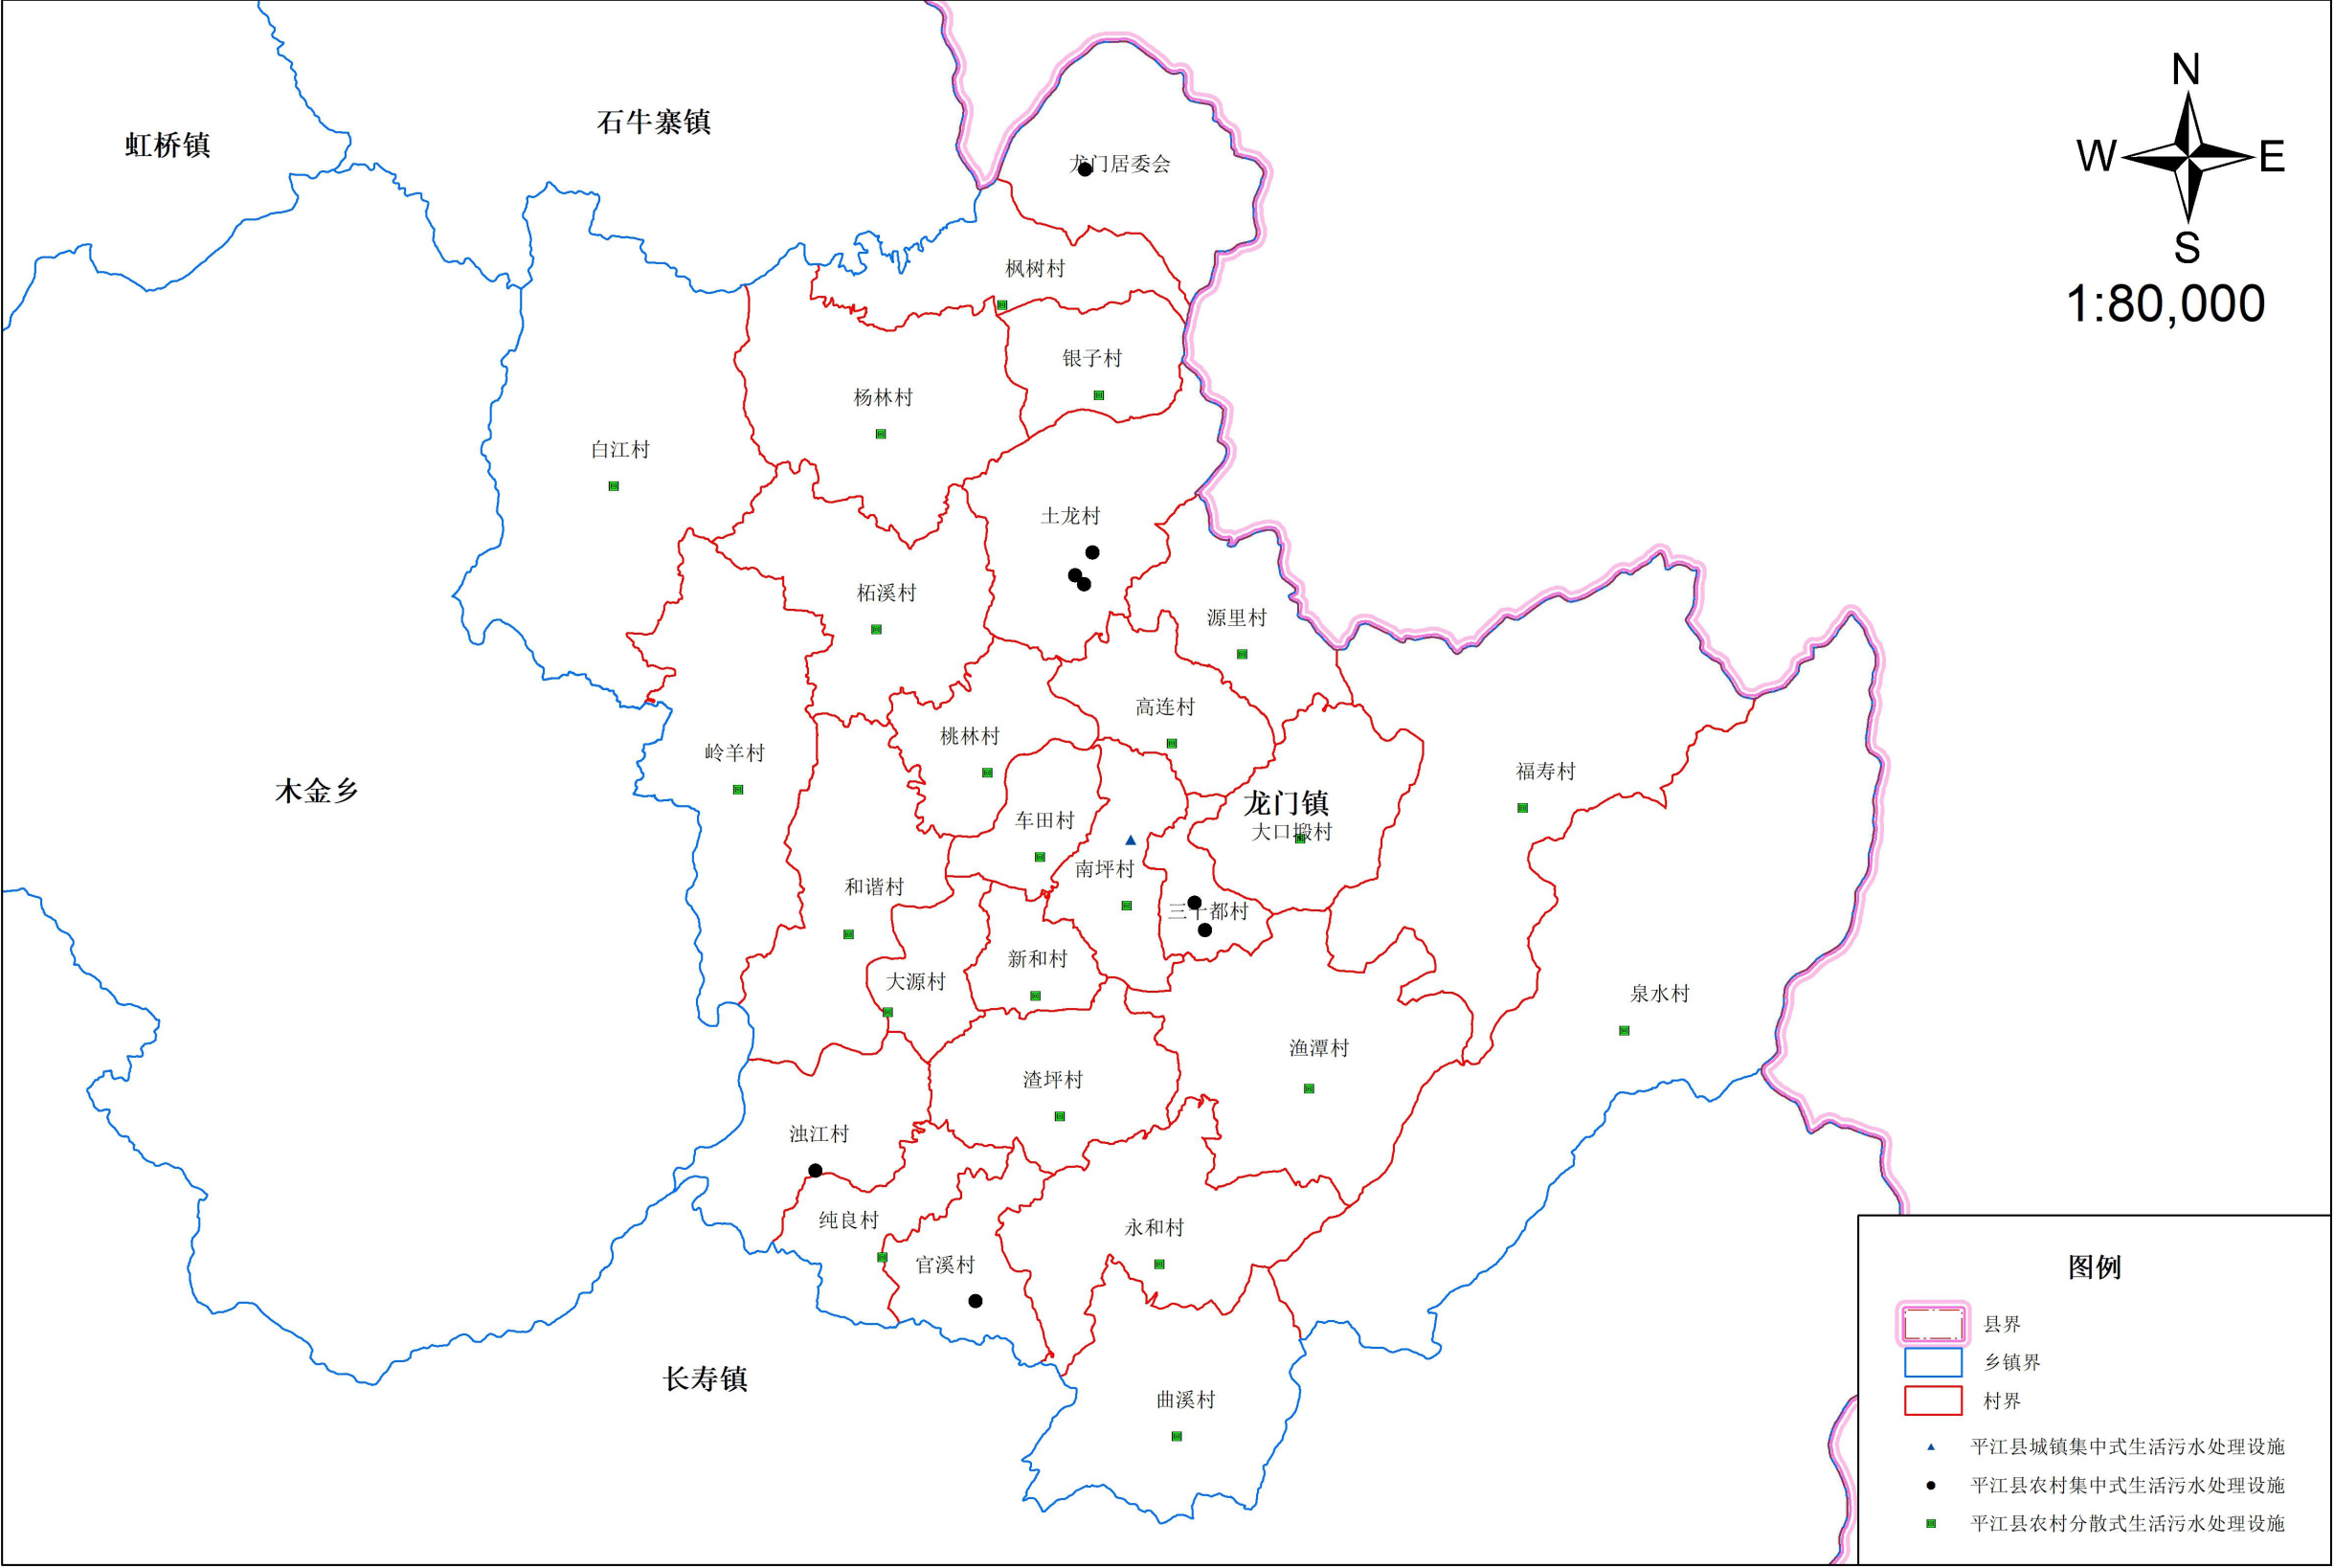 N
石牛寨镇
虹桥镇
W
E
龙门居委会
S
枫树村
1:80,000
银子村
杨林村
白江村
土龙村
柘溪村
源里村
高连村
桃林村
岭羊村
福寿村
木金乡
龙门镇
车田村
大口塅村
南坪村
和谐村
三十都村
新和村
大源村
泉水村
渔潭村
渣坪村
浊江村
纯良村
永和村
官溪村
图例
县界
乡镇界
长寿镇
曲溪村
村界
平江县城镇集中式生活污水处理设施
平江县农村集中式生活污水处理设施
平江县农村分散式生活污水处理设施